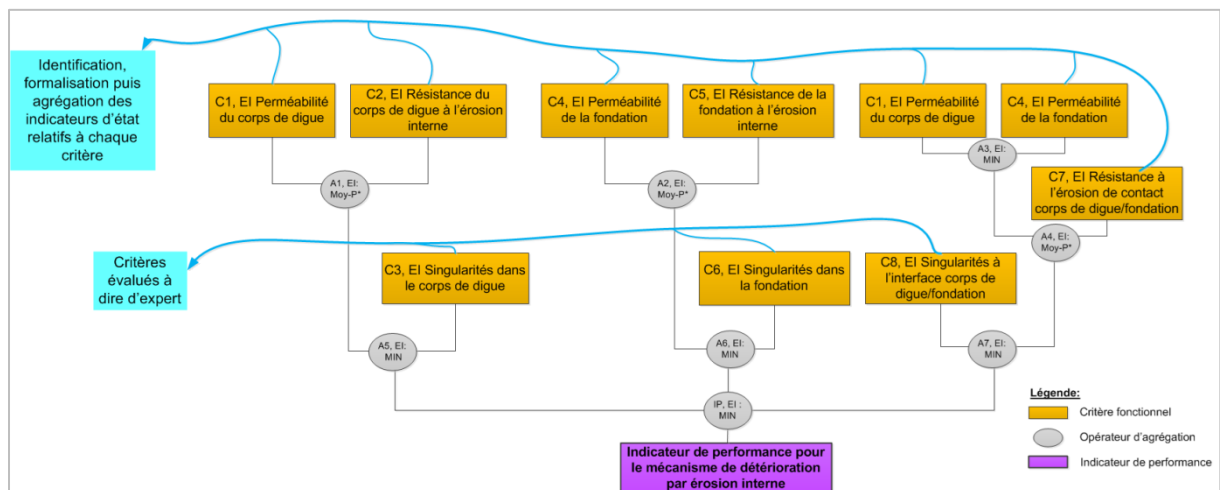 Identification,
formalisation puis
agrégation des
indicateurs d'état
relatifs à chaque
critère
C1, EI Perméabilité
du corps de digue
C2, EI Résistance du
corps de digue à l'érosion
interne
C4, EI Perméabilité
de la fondation
C5, EI Résistance de la
fondation à l'érosion
interne
C1, EI Perméabilité
du corps de digue
C4, EI Perméabilité
de la fondation
A3, EI:
MIN
A1, EI:
Moy-P*
A2, EI:
Moy-P*
C7, EI Résistance à
l'érosion de contact
corps de digue/fondation
A4, EI:
Moy-P*
Critères
évalués à
dire d'expert
C3, EI Singularités dans
le corps de digue
C6, EI Singularités dans
la fondation
C8, EI Singularités à
l'interface corps de
digue/fondation
A5, EI:
MIN
A6, EI:
MIN
A7, EI:
MIN
IP, EI :
MIN
Indicateur de performance pour
le mécanisme de détérioration
par érosion interne
Légende:
Critère fonctionnel
Opérateur d'agrégation
Indicateur de performance